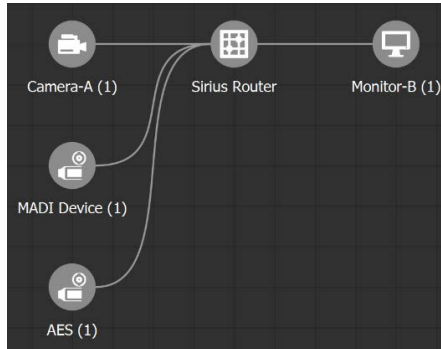 Camera-A (1)
Sirius Router
Monitor-B (1)
MADI Device (1)
AES (1)